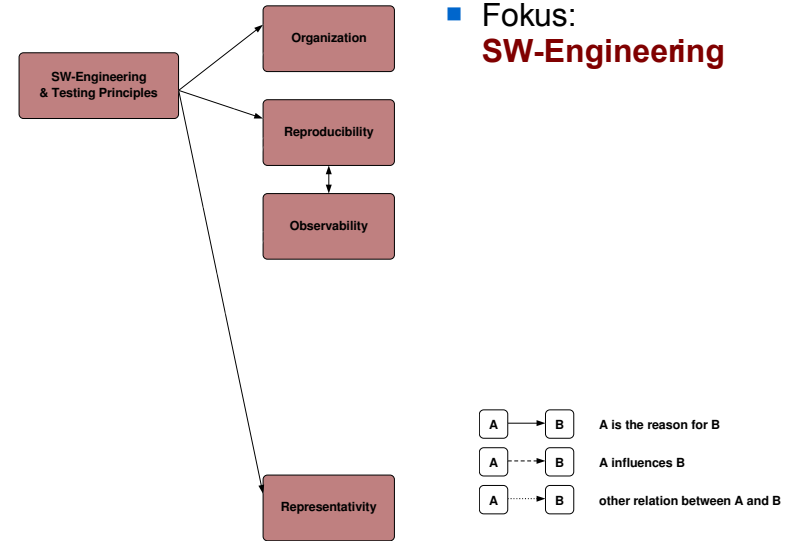 Fokus:
SW-Engineering
Organization
SW-Engineering
& Testing Principles
Reproducibility
Observability
Representativity
A B A is the reason for B
A B A influences B
A B other relation between A and B